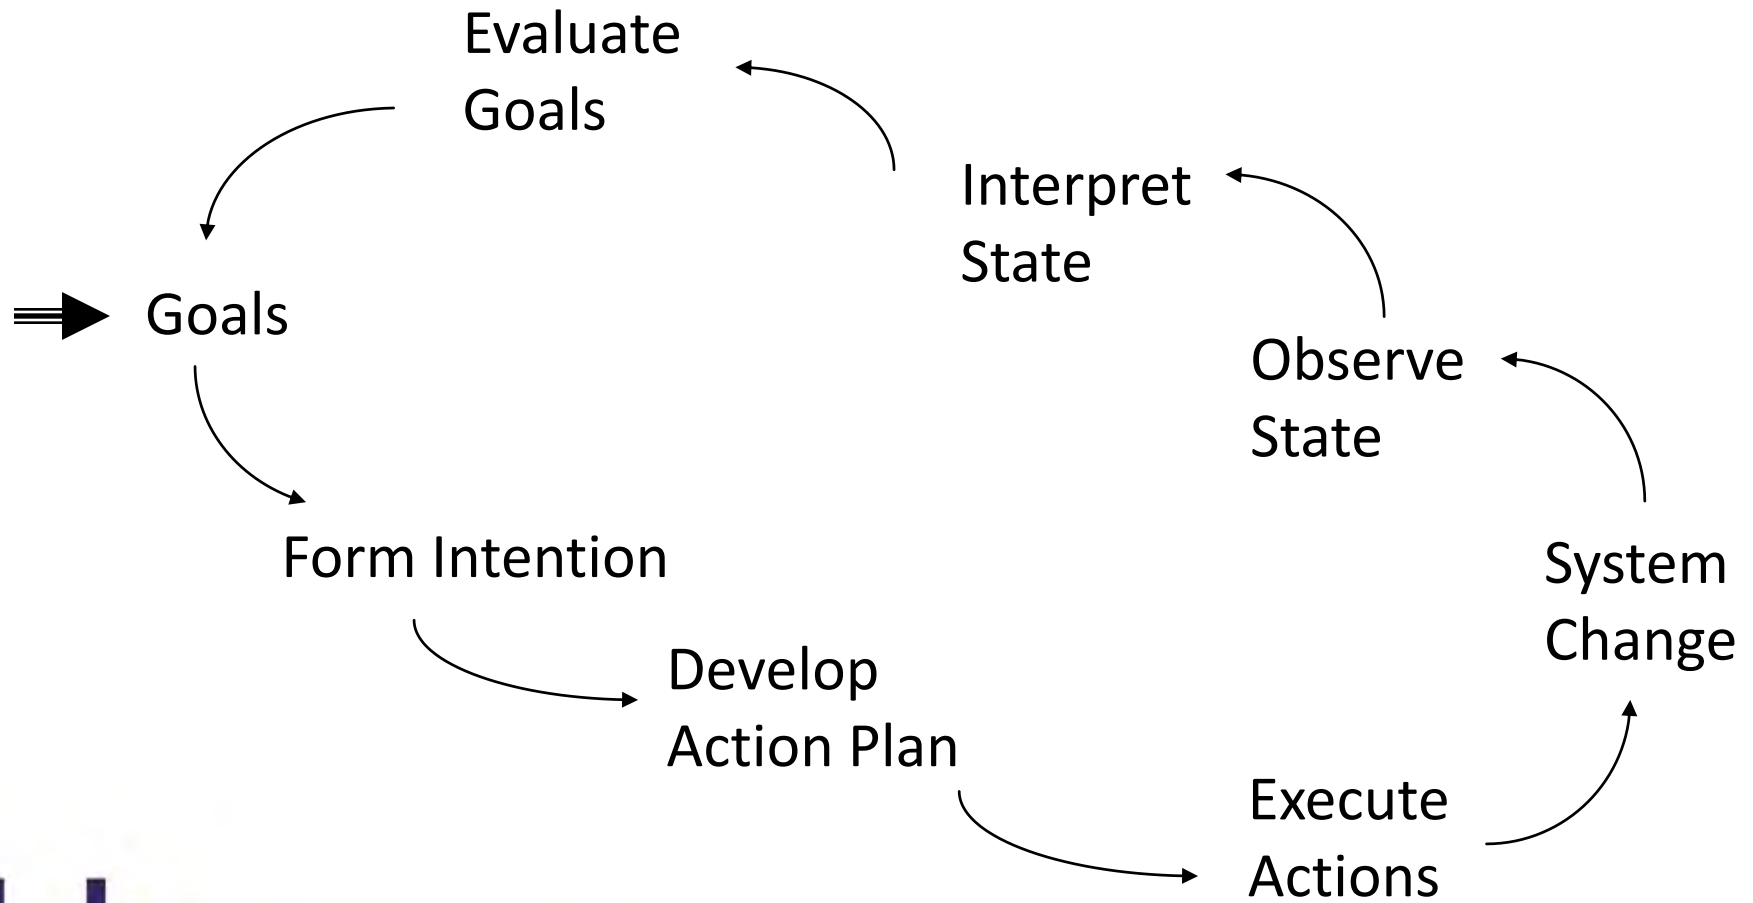 Evaluate
Goals
Interpret
State
Goals
Observe
State
Form Intention
System
Change
Develop
Action Plan
Execute
Actions